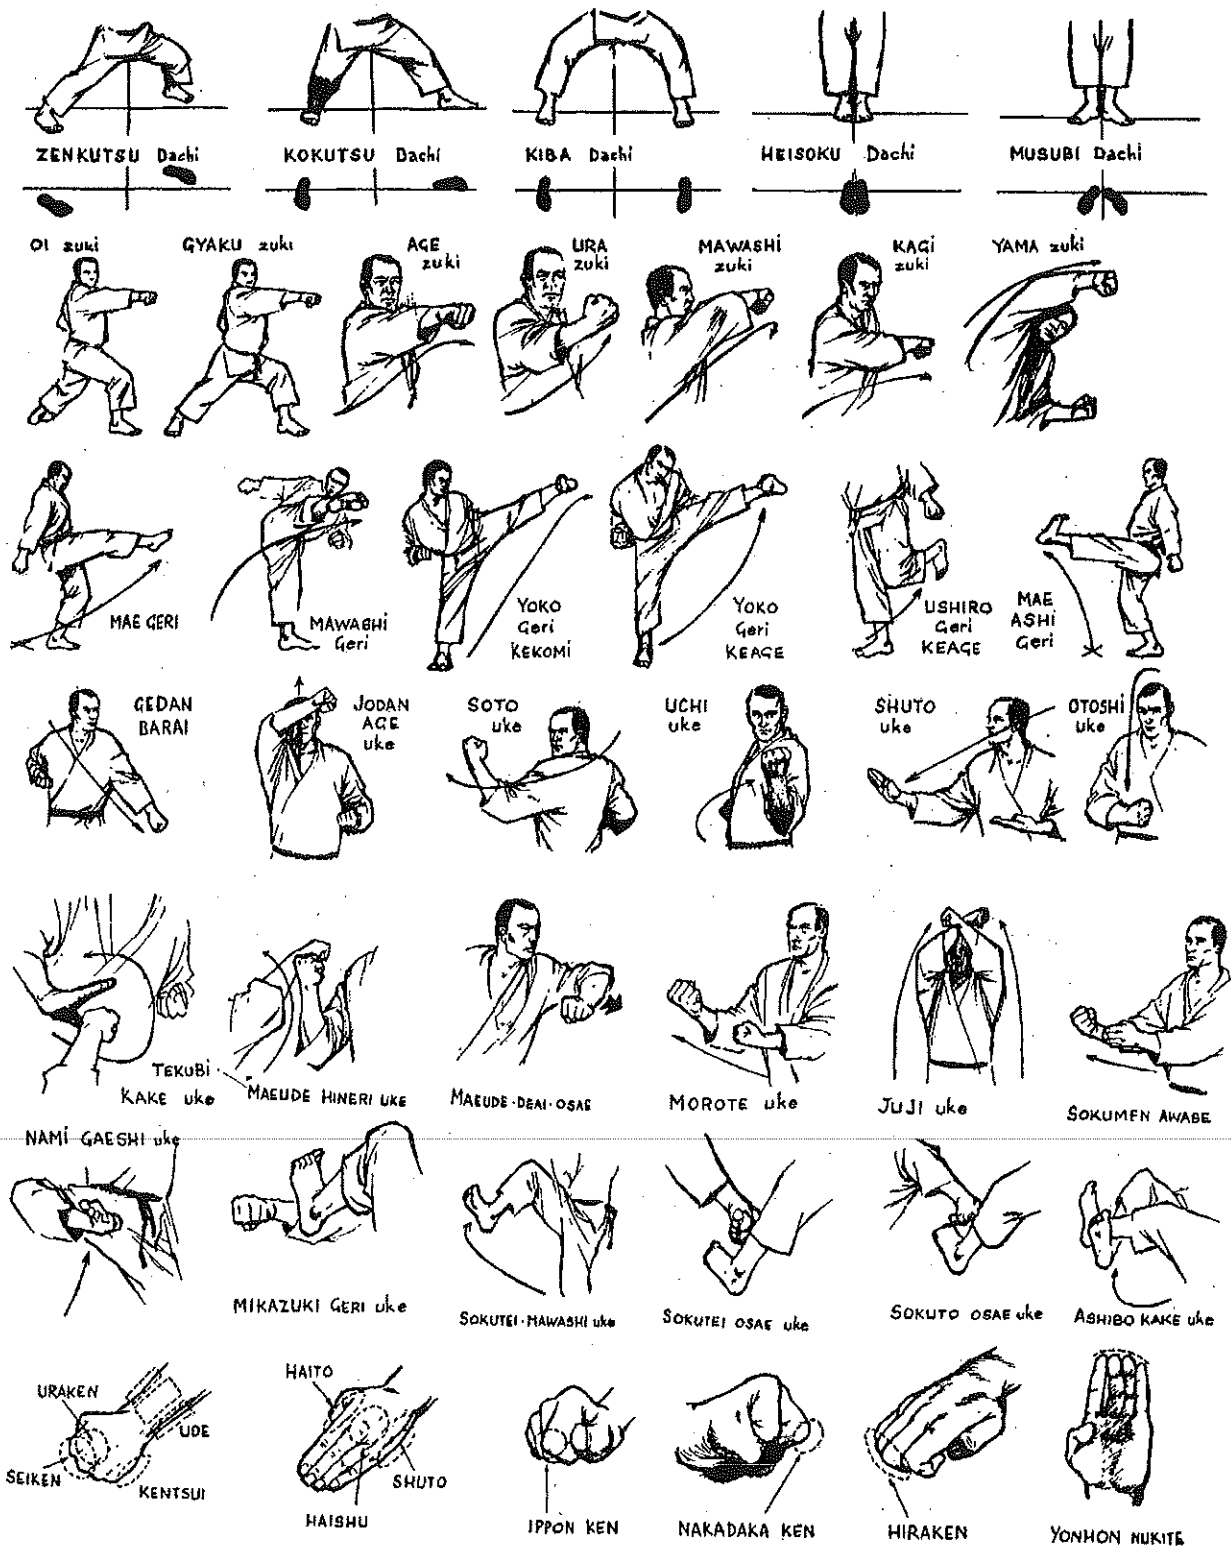 ZENKUTSU Dachi
KOKUTSU Dachi
KIBA Dachi
HEISOKU Dachi
MUSUBI Dachi
OI zuki
GYAKU zuki
AGE
zuki
URA
zuki
MAWASHI
zuki
KAGI
zuki
YAMA zuki
MAE GERI
MAWASHI
Geri
YOKO
Geri
KEKOMI
YOKO
Geri
KEAGE
USHIRO
Geri
KEAGE
MAE
ASHI
Geri
GEDAN
BARAI
JODAN
AGE
uke
SOTO
uke
UCHI
uke
SHUTO
uke
OTOSHI
uke
TEKUBI
KAKE uke
MAEUDE HINERI UKE
MAEUDE-DEAI-OSAE
MOROTE uke
JUJI uke
SOKUMEN AWASE
NAMI GAESHI uke
MIKAZUKI GERI uke
SOKUTEI-MAWASHI uke
SOKUTEI OSAE uke
SOKUTO OSAE uke
ASHIBO KAKE uke
URAKEN
UDE
SEIKEN
KENTSUI
HAITO
SHUTO
HAISHU
IPPON KEN
NAKADAKA KEN
HIRAKEN
YONHON NUKITE